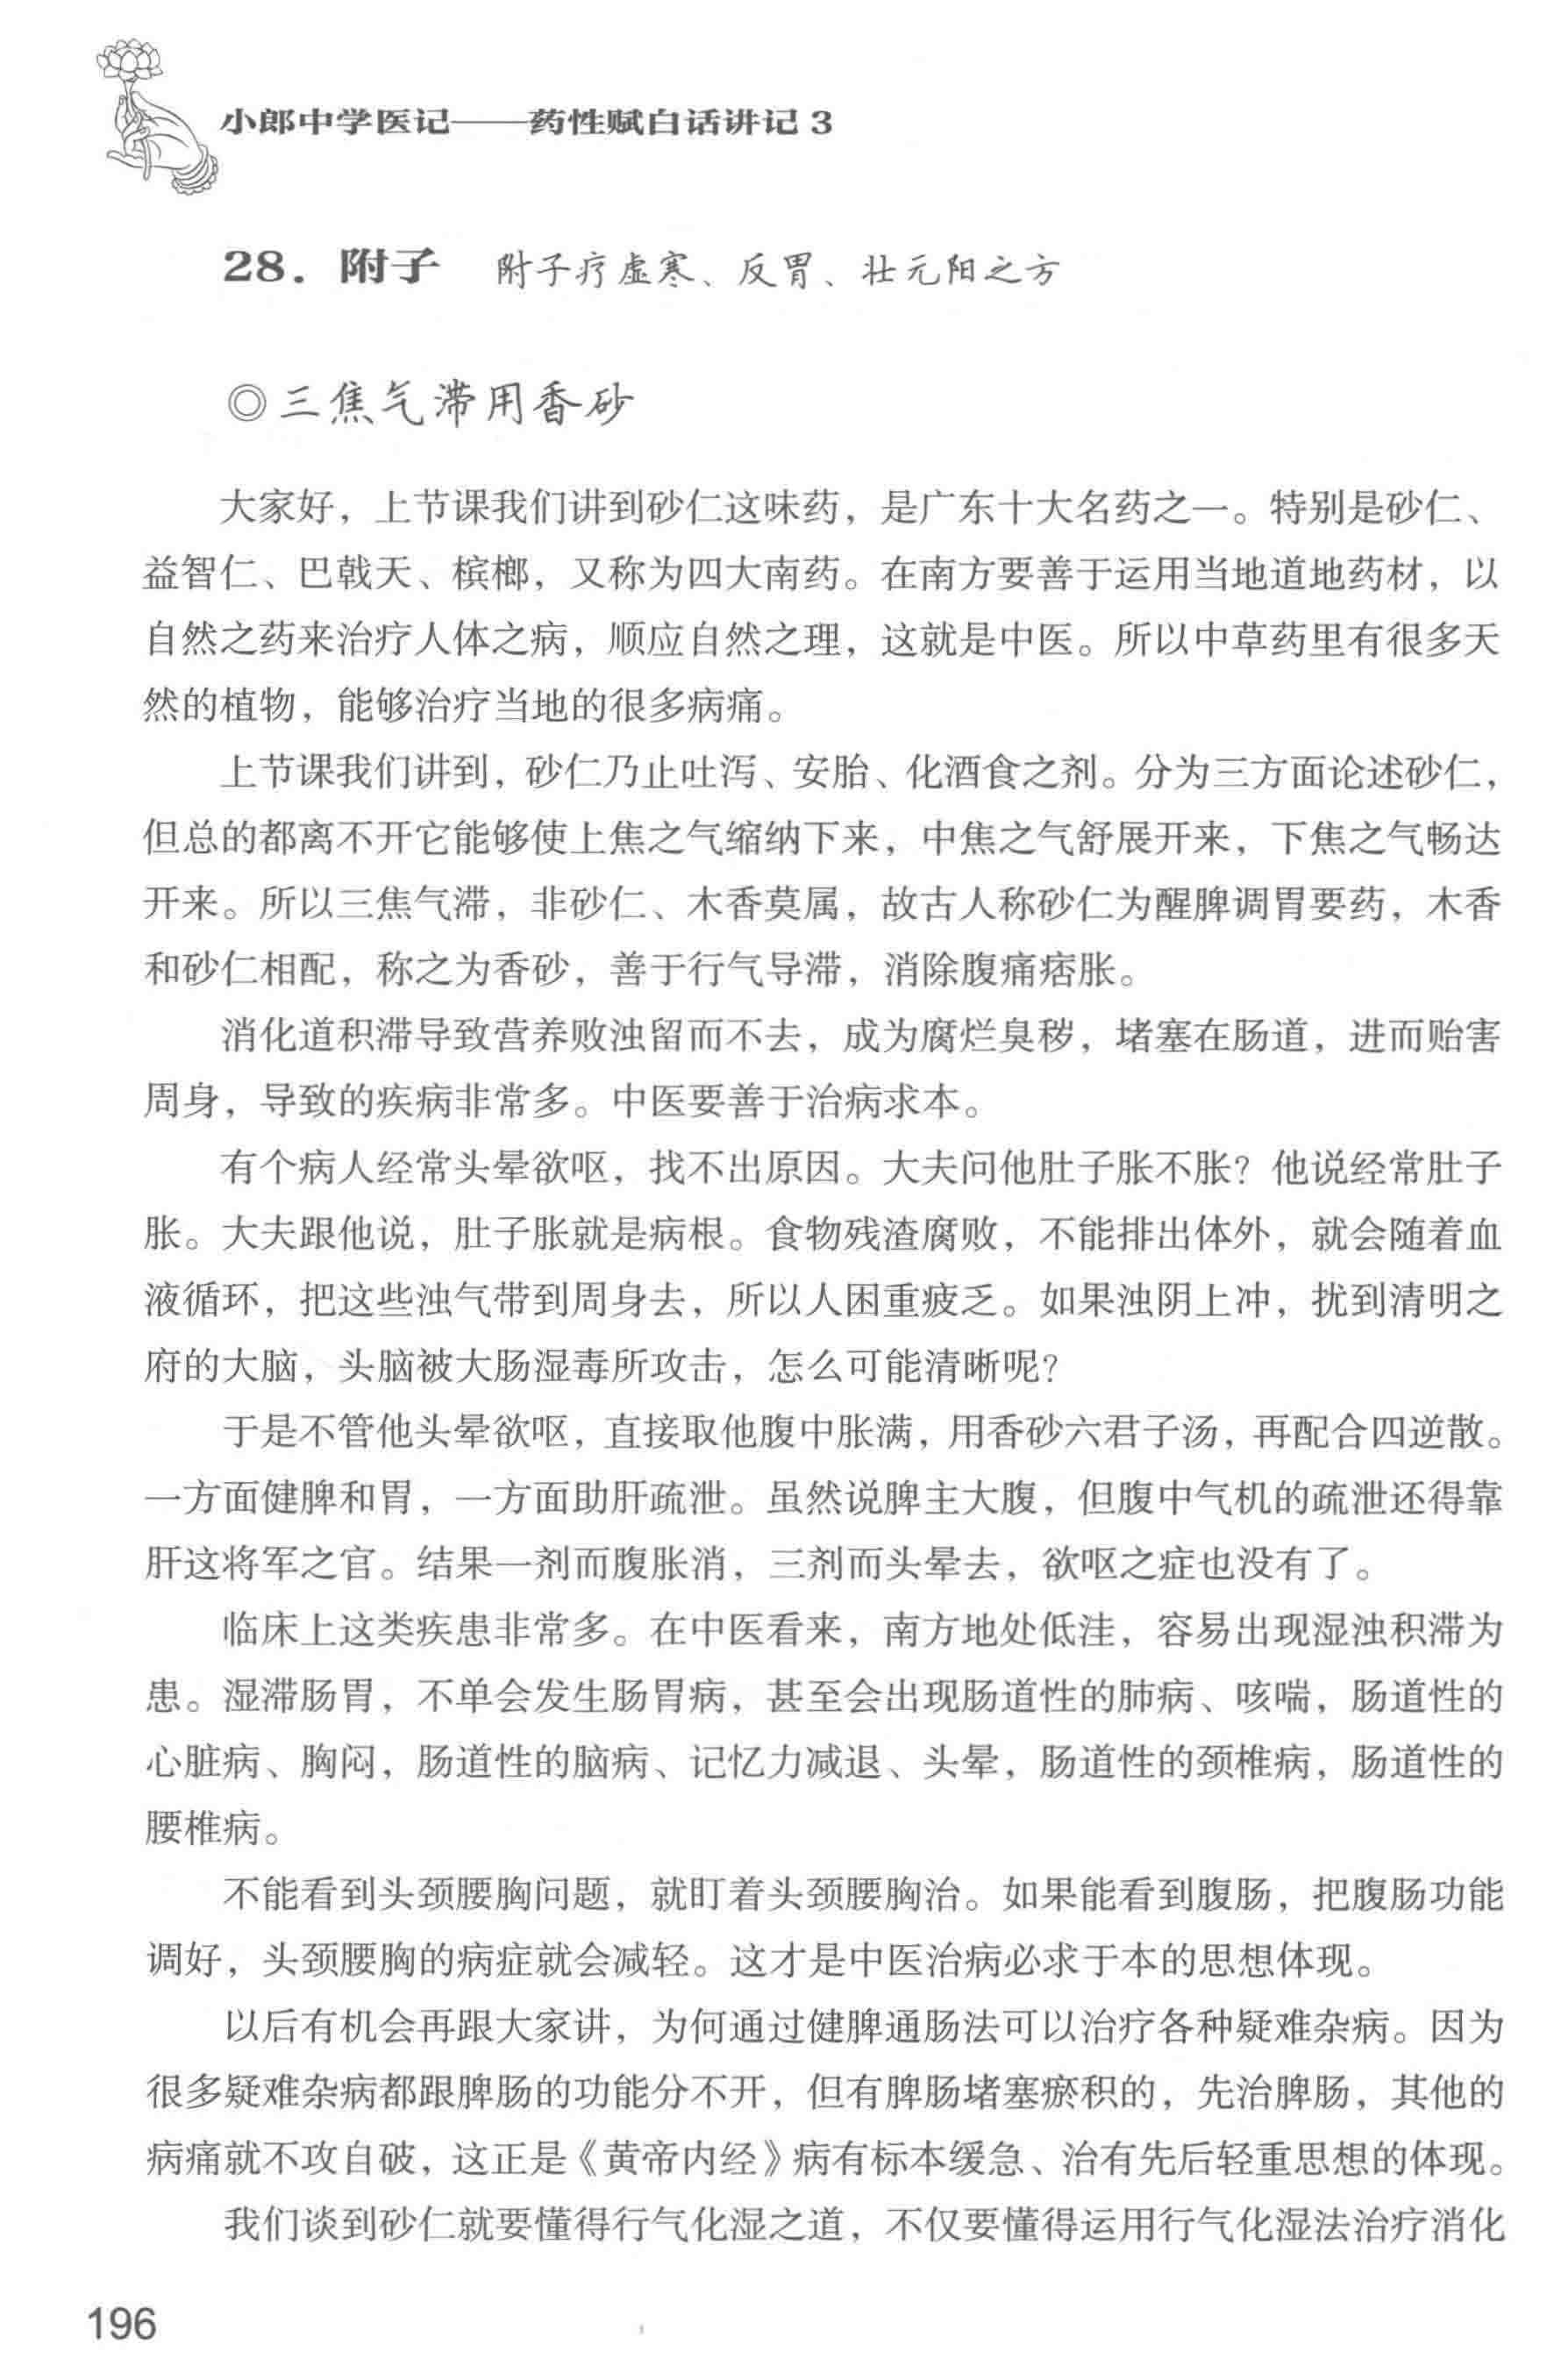 小郎中学医记——药性赋白话讲记 3
28. 附子 附子疗虚寒、反胃、壮元阳之方
◎三焦气滞用香砂
大家好，上节课我们讲到砂仁这味药，是广东十大名药之一。特别是砂仁、
益智仁、巴戟天、槟榔，又称为四大南药。在南方要善于运用当地道地药材，以
自然之药来治疗人体之病，顺应自然之理，这就是中医。所以中草药里有很多天
然的植物，能够治疗当地的很多病痛。
上节课我们讲到，砂仁乃止吐泻、安胎、化酒食之剂。分为三方面论述砂仁，
但总的都离不开它能够使上焦之气缩纳下来，中焦之气舒展开来，下焦之气畅达
开来。所以三焦气滞，非砂仁、木香莫属，故古人称砂仁为醒脾调胃要药，木香
和砂仁相配，称之为香砂，善于行气导滞，消除腹痛痞胀。
消化道积滞导致营养败浊留而不去，成为腐烂臭秽，堵塞在肠道，进而贻害
周身，导致的疾病非常多。中医要善于治病求本。
有个病人经常头晕欲呕，找不出原因。大夫问他肚子胀不胀？他说经常肚子
胀。大夫跟他说，肚子胀就是病根。食物残渣腐败，不能排出体外，就会随着血
液循环，把这些浊气带到周身去，所以人困重疲乏。如果浊阴上冲，扰到清明之
府的大脑，头脑被大肠湿毒所攻击，怎么可能清晰呢？
于是不管他头晕欲呕，直接取他腹中胀满，用香砂六君子汤，再配合四逆散。
一方面健脾和胃，一方面助肝疏泄。虽然说脾主大腹，但腹中气机的疏泄还得靠
肝这将军之官。结果一剂而腹胀消，三剂而头晕去，欲呕之症也没有了。
临床上这类疾患非常多。在中医看来，南方地处低洼，容易出现湿浊积滞为
患。湿滞肠胃，不单会发生肠胃病，甚至会出现肠道性的肺病、咳喘，肠道性的
心脏病、胸闷，肠道性的脑病、记忆力减退、头晕，肠道性的颈椎病，肠道性的
腰椎病。
不能看到头颈腰胸问题，就盯着头颈腰胸治。如果能看到腹肠，把腹肠功能
调好，头颈腰胸的病症就会减轻。这才是中医治病必求于本的思想体现。
以后有机会再跟大家讲，为何通过健脾通肠法可以治疗各种疑难杂病。因为
很多疑难杂病都跟脾肠的功能分不开，但有脾肠堵塞瘀积的，先治脾肠，其他的
病痛就不攻自破，这正是《黄帝内经》病有标本缓急、治有先后轻重思想的体现。
我们谈到砂仁就要懂得行气化湿之道，不仅要懂得运用行气化湿法治疗消化
196